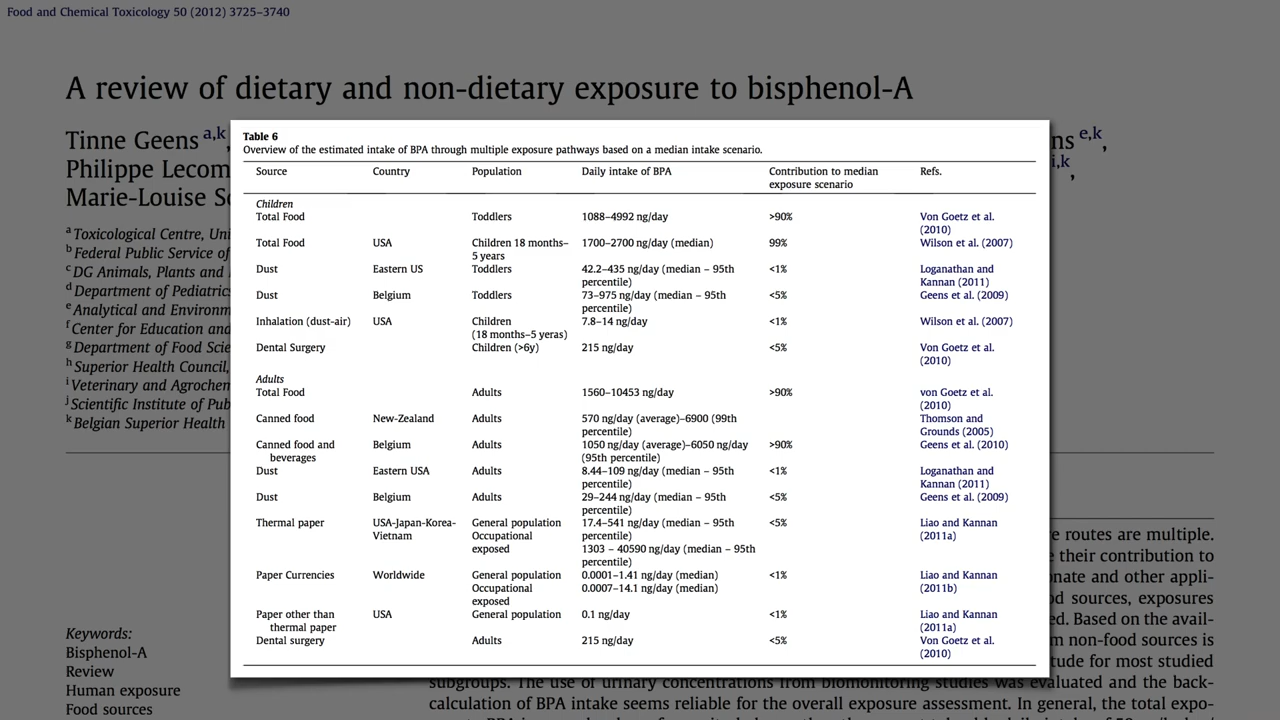 Food and Chemical Toxicology 50 (2012) 3725–3740
A review of dietary and non-dietary exposure to bisphenol-A
Tinne Geens a,k, ns e,k,
Philippe Lecom i,k,
Marie-Louise
a Toxicological Centre,
b Federal Public Service of
c DG Animals, Plants and
d Department of Pediatrics
e Analytical and
f Center for Education and
g Department of Food
h Superior Health Council,
i Veterinary and
j Scientific Institute of
k Belgian Superior Health
Table 6
Overview of the estimated intake of BPA through multiple exposure pathways based on a median intake scenario.
Source Country Population Daily intake of BPA Contribution to median Refs.
exposure scenario
Children
Total Food Toddlers 1088–4992 ng/day >90% Von Goetz et al.
(2010)
Total Food USA Children 18 months– 1700–2700 ng/day (median) 99% Wilson et al. (2007)
5 years
Dust Eastern US Toddlers 42.2–435 ng/day (median – 95th <1% Loganathan and
percentile) Kannan (2011)
Dust Belgium Toddlers 73–975 ng/day (median – 95th <5% Geens et al. (2009)
percentile)
Inhalation (dust-air) USA Children 7.8–14 ng/day <1% Wilson et al. (2007)
(18 months–5 yeras)
Dental Surgery Children (>6y) 215 ng/day <5% Von Goetz et al.
(2010)
Adults
Total Food Adults 1560–10453 ng/day >90% von Goetz et al.
(2010)
Canned food New-Zealand Adults 570 ng/day (average)–6900 (99th Thomson and
percentile) Grounds (2005)
Canned food and Belgium Adults 1050 ng/day (average)–6050 ng/day >90% Geens et al. (2010)
beverages (95th percentile)
Dust Eastern USA Adults 8.44–109 ng/day (median – 95th <1% Loganathan and
percentile) Kannan (2011)
Dust Belgium Adults 29–244 ng/day (median – 95th <5% Geens et al. (2009)
percentile)
Thermal paper USA-Japan-Korea- General population 17.4–541 ng/day (median – 95th <5% Liao and Kannan
Vietnam Occupational percentile) (2011a)
exposed 1303 – 40590 ng/day (median – 95th
percentile)
Paper Currencies Worldwide General population 0.0001–1.41 ng/day (median) <1% Liao and Kannan
Occupational 0.0007–14.1 ng/day (median) (2011b)
exposed
Paper other than USA General population 0.1 ng/day <1% Liao and Kannan
thermal paper (2011a)
Dental surgery Adults 215 ng/day <5% Von Goetz et al.
(2010)
re routes are multiple.
their contribution to
nate and other appli-
od sources, exposures
ed. Based on the avail-
m non-food sources is
tude for most studied
subgroups. The use of urinary concentrations from biomonitoring studies was evaluated and the back-
calculation of BPA intake seems reliable for the overall exposure assessment. In general, the total expo-
Keywords:
Bisphenol-A
Review
Human exposure
Food sources